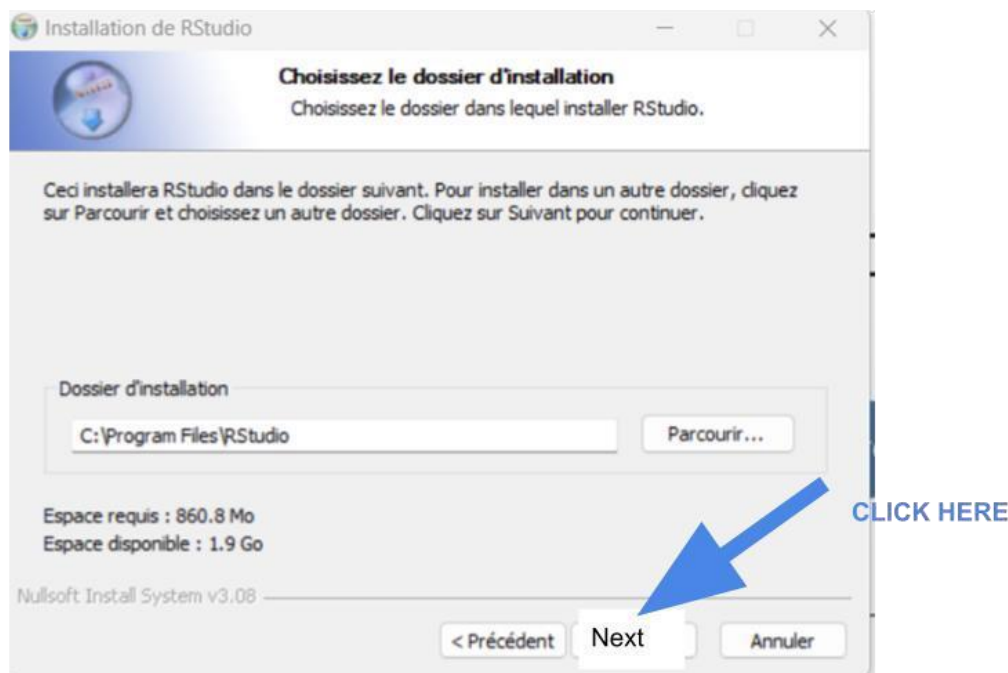 Installation de RStudio
Choisissez le dossier d'installation
Choisissez le dossier dans lequel installer RStudio.
Ceci installera RStudio dans le dossier suivant. Pour installer dans un autre dossier, cliquez
sur Parcourir et choisissez un autre dossier. Cliquez sur Suivant pour continuer.
Dossier d'installation
C:\Program Files\RStudio
Parcourir...
CLICK HERE
Espace requis : 860.8 Mo
Espace disponible : 1.9 Go
Nullsoft Install System v3.08
< Précédent
Next
Annuler